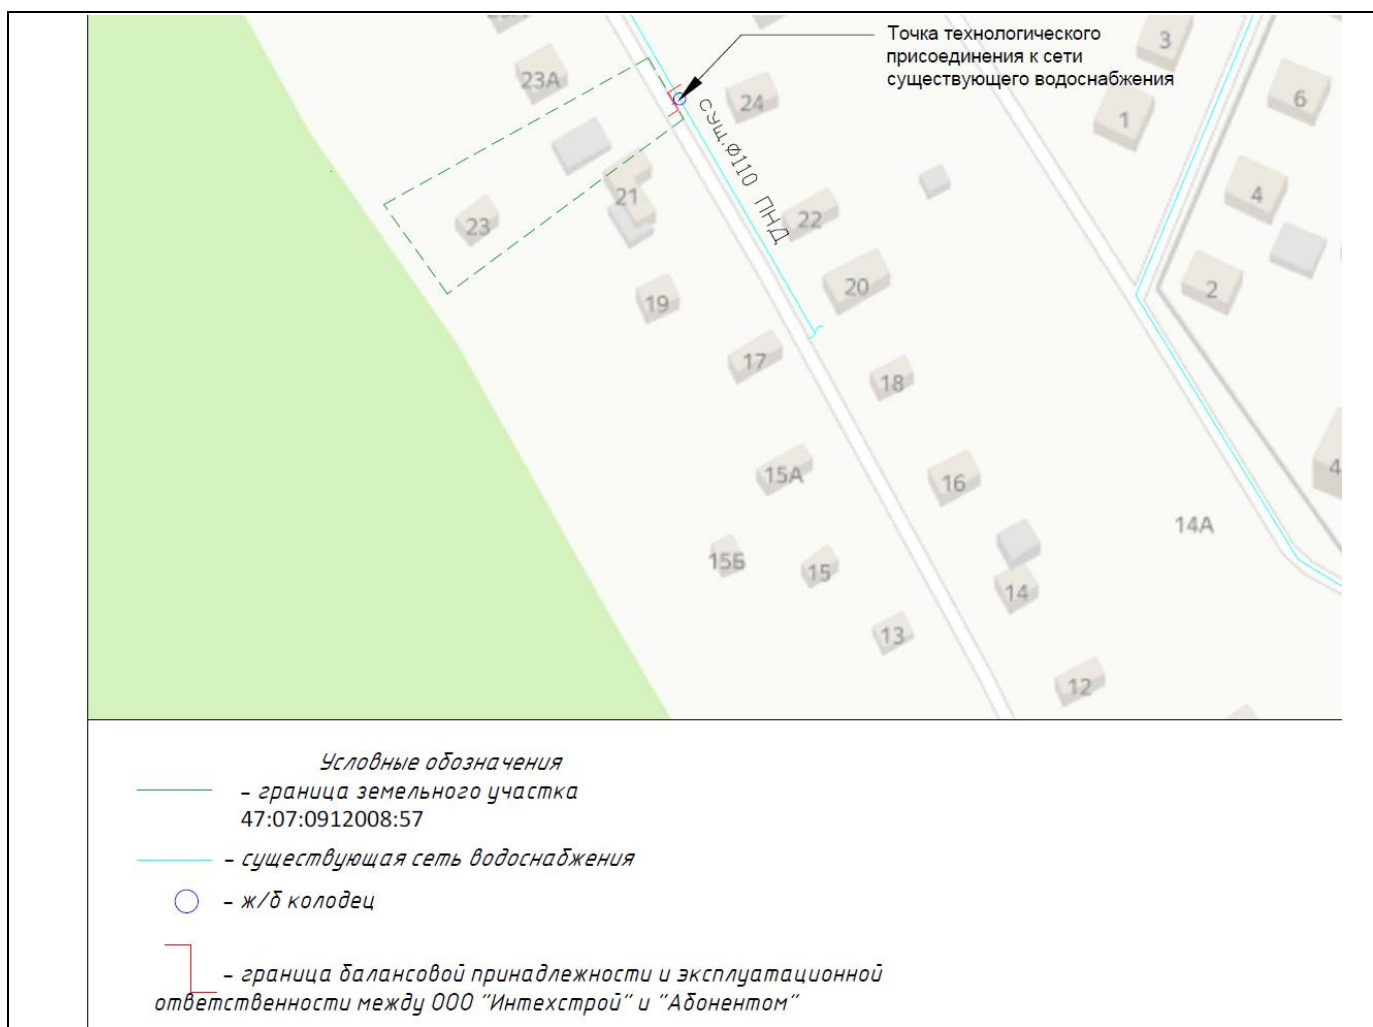 Точка технологического
присоединения к сети
существующего водоснабжения
3
23А
24
6
1
сущ.⌀110 ПНД
4
21
23
22
20
2
19
17
18
4
15А
16
14А
15Б
15
14
13
12
Условные обозначения
- граница земельного участка
47:07:0912008:57
- существующая сеть водоснабжения
- ж/б колодец
- граница балансовой принадлежности и эксплуатационной
ответственности между ООО "Интехстрой" и "Абонентом"